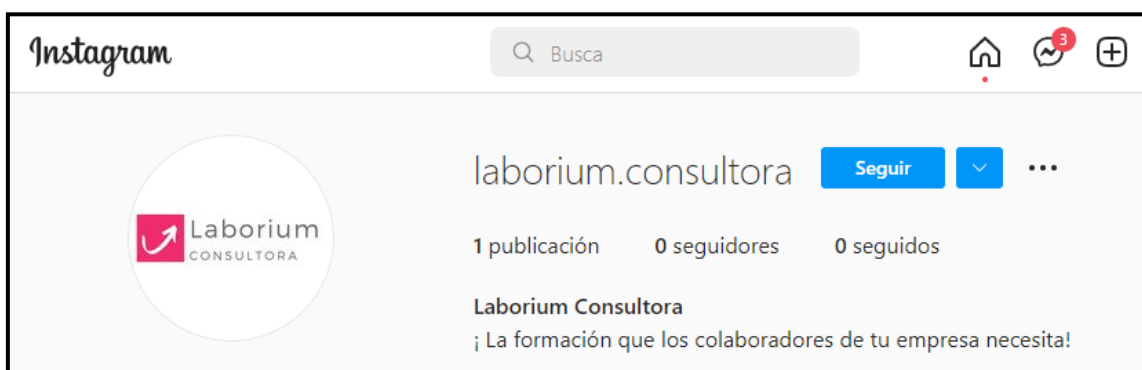 Instagram
Busca
3
laborium.consultora Seguir
Laborium
CONSULTORA
1 publicación 0 seguidores 0 seguidos
Laborium Consultora
¡ La formación que los colaboradores de tu empresa necesita!